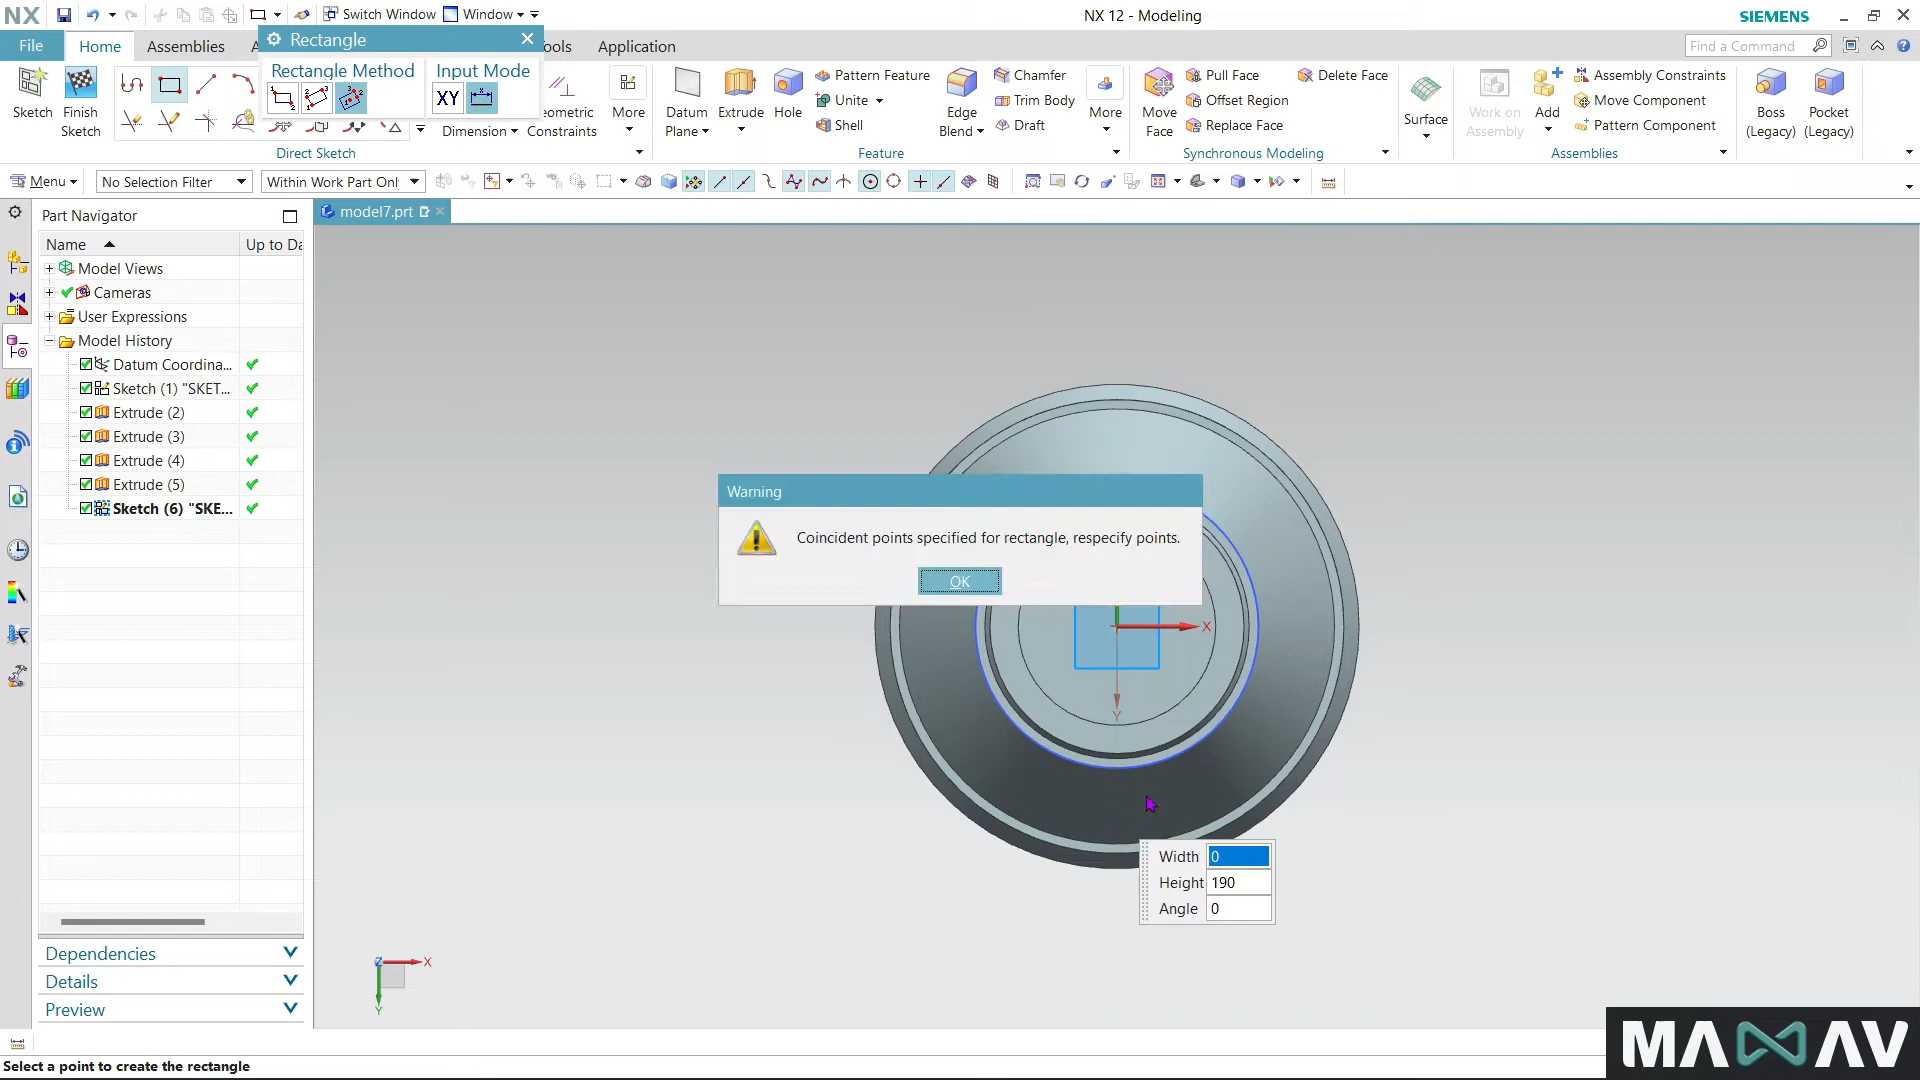 NX
Switch Window
Window
NX 12 - Modeling
SIEMENS
File
Home
Assemblies
A
ools
Application
Find a Command
Rectangle
Rectangle Method
Input Mode
XY
Sketch
Finish
Sketch
Dimension
eometric
Constraints
More
Direct Sketch
Datum
Plane
Extrude
Hole
Pattern Feature
Unite
Shell
Edge
Blend
Chamfer
Trim Body
Draft
More
Feature
Move
Face
Pull Face
Offset Region
Replace Face
Delete Face
Synchronous Modeling
Surface
Work on
Assembly
Add
Assembly Constraints
Move Component
Pattern Component
Assemblies
Boss
(Legacy)
Pocket
(Legacy)
Menu
No Selection Filter
Within Work Part Onl
Part Navigator
model7.prt
Name
Up to Da
Model Views
Cameras
User Expressions
Model History
Datum Coordina...
Sketch (1) "SKET...
Extrude (2)
Extrude (3)
Extrude (4)
Extrude (5)
Sketch (6) "SKE...
Warning
Coincident points specified for rectangle, respecify points.
OK
X
Y
Width 0
Height 190
Angle 0
Z X
Y
Dependencies
Details
Preview
Select a point to create the rectangle